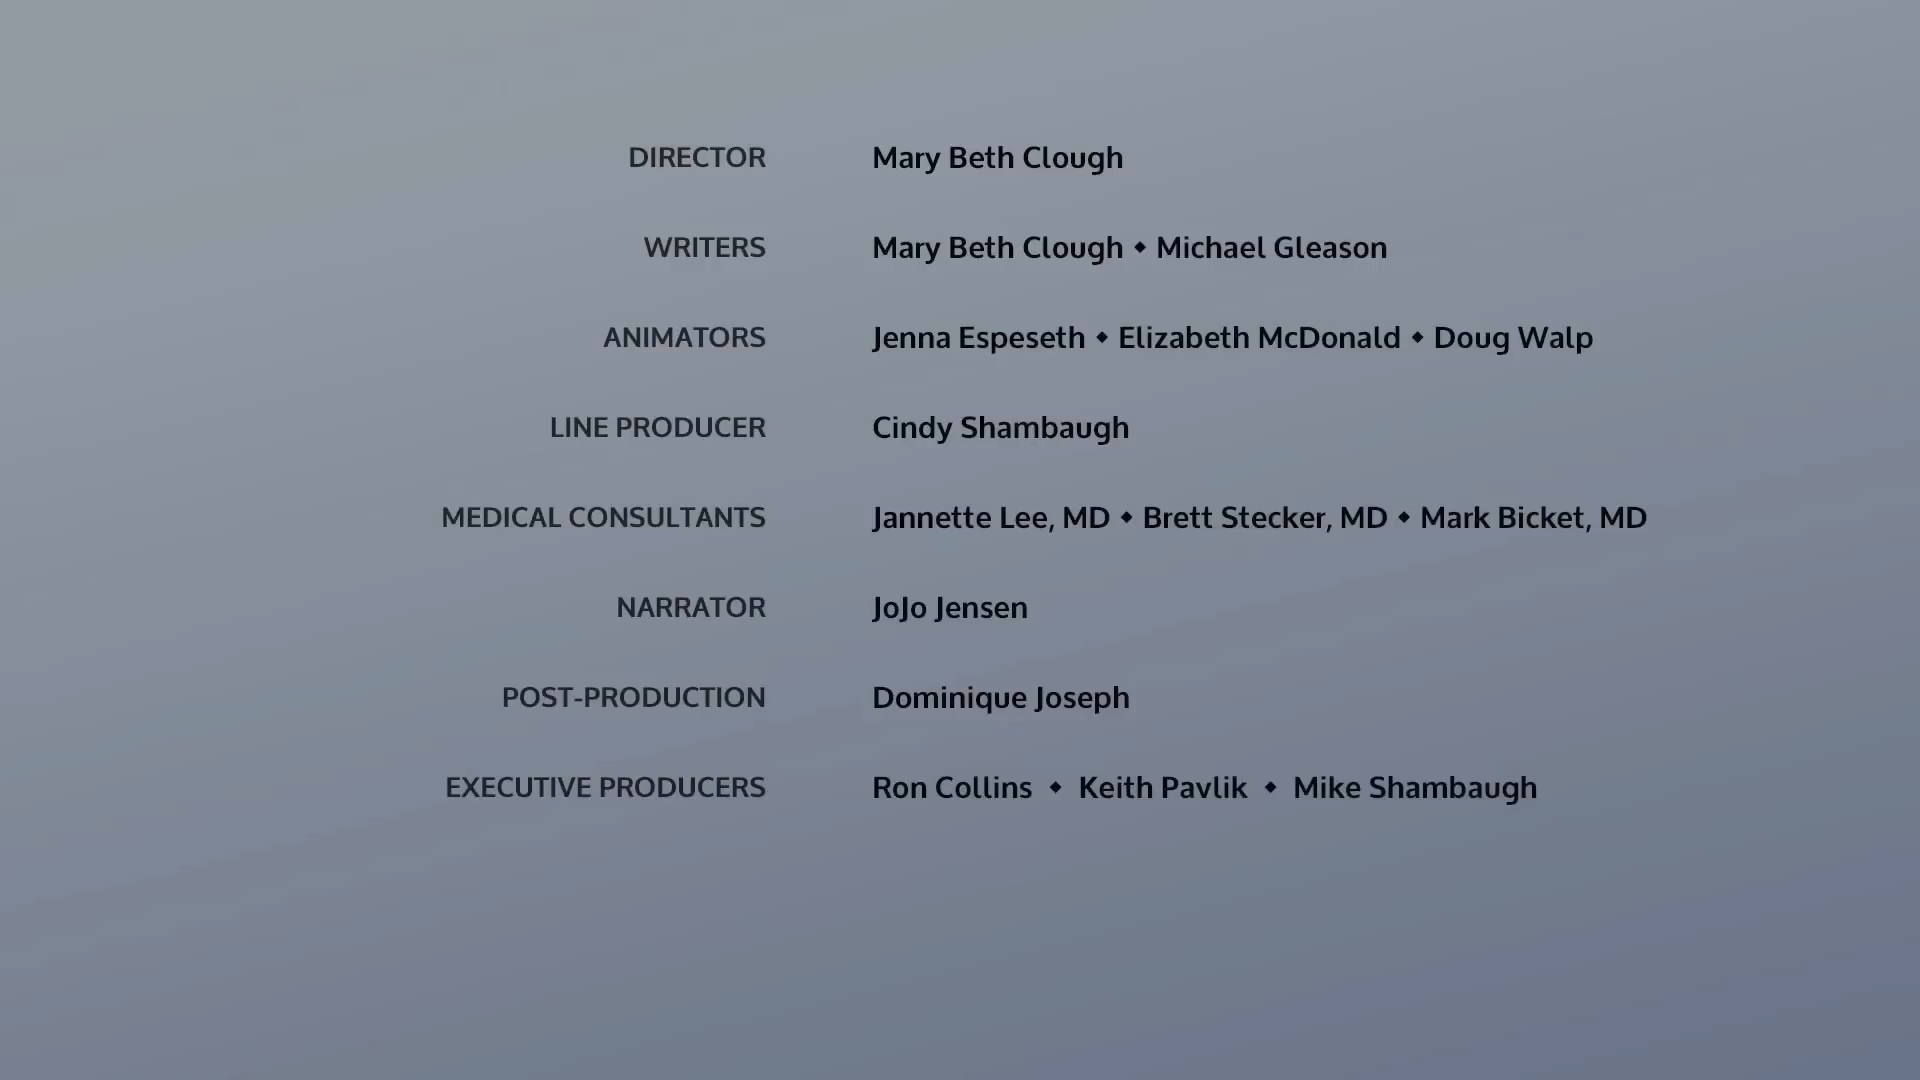 DIRECTOR Mary Beth Clough
WRITERS Mary Beth Clough ◆ Michael Gleason
ANIMATORS Jenna Espeseth ◆ Elizabeth McDonald ◆ Doug Walp
LINE PRODUCER Cindy Shambaugh
MEDICAL CONSULTANTS Jannette Lee, MD ◆ Brett Stecker, MD ◆ Mark Bicket, MD
NARRATOR JoJo Jensen
POST-PRODUCTION Dominique Joseph
EXECUTIVE PRODUCERS Ron Collins ◆ Keith Pavlik ◆ Mike Shambaugh